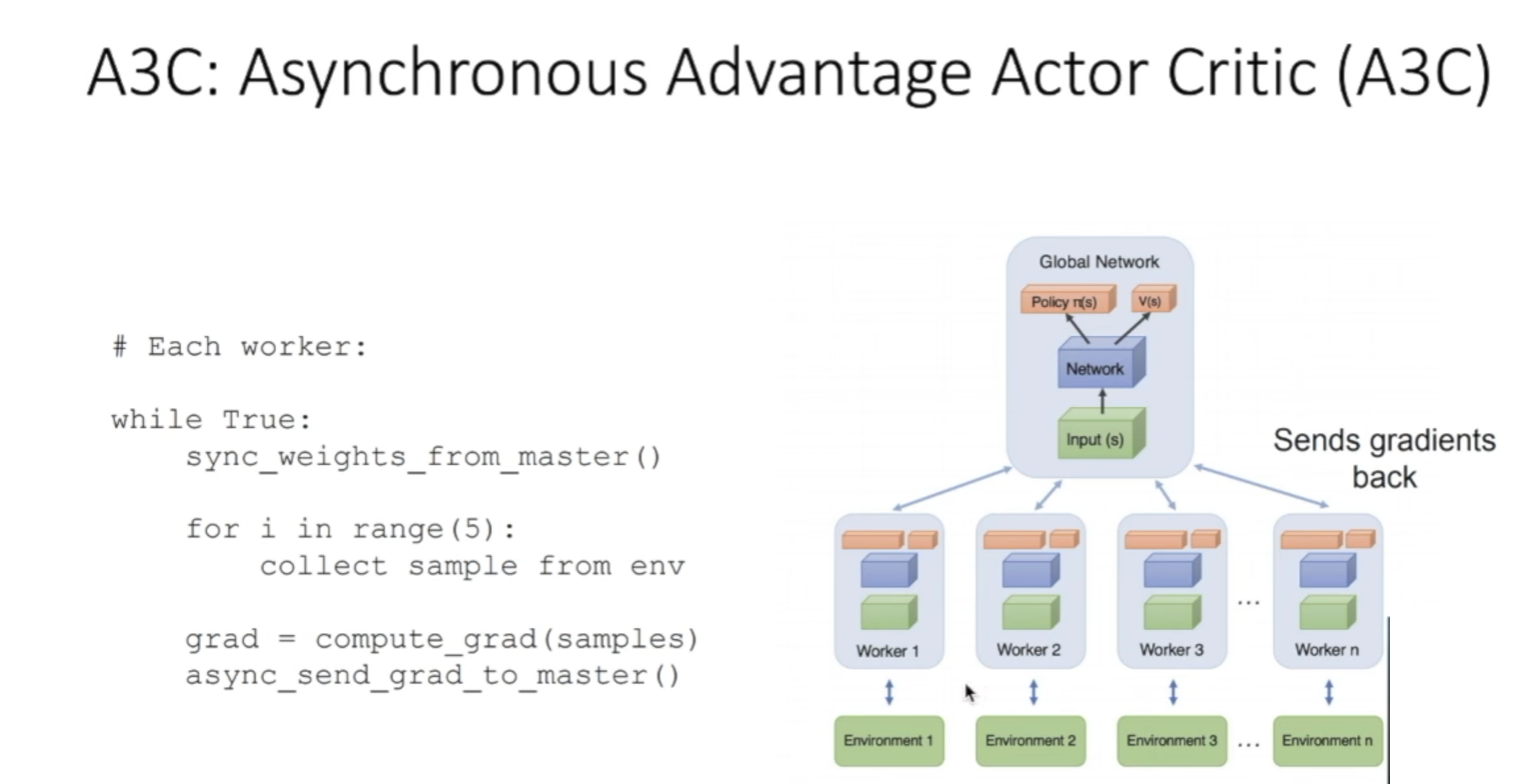 A3C: Asynchronous Advantage Actor Critic (A3C)
# Each worker:
while True:
    sync_weights_from_master()
    for i in range(5):
        collect sample from env
    grad = compute_grad(samples)
    async_send_grad_to_master()
Global Network
Policy π(s)
V(s)
Network
Input (s)
Sends gradients
back
Worker 1
Worker 2
Worker 3
...
Worker n
Environment 1
Environment 2
Environment 3
...
Environment n